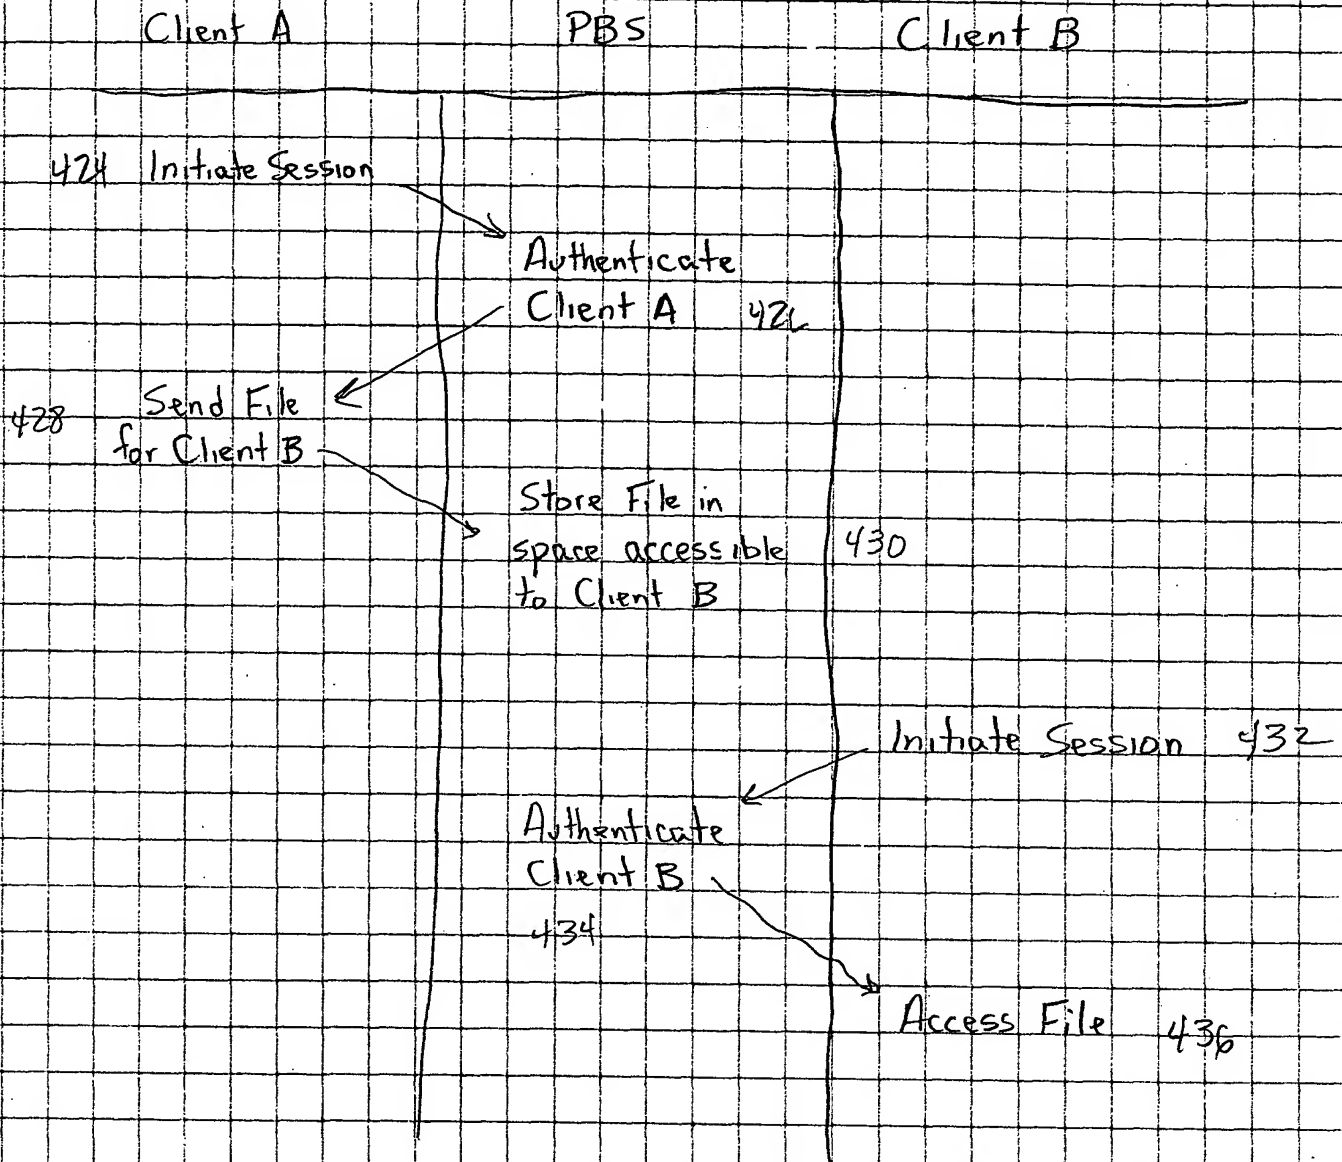 Client A PBS Client B
424 Initiate Session
Authenticate
Client A 426
428 Send File
for Client B
Store File in
space accessible 430
to Client B
Initiate Session 432
Authenticate
Client B
434
Access File 436